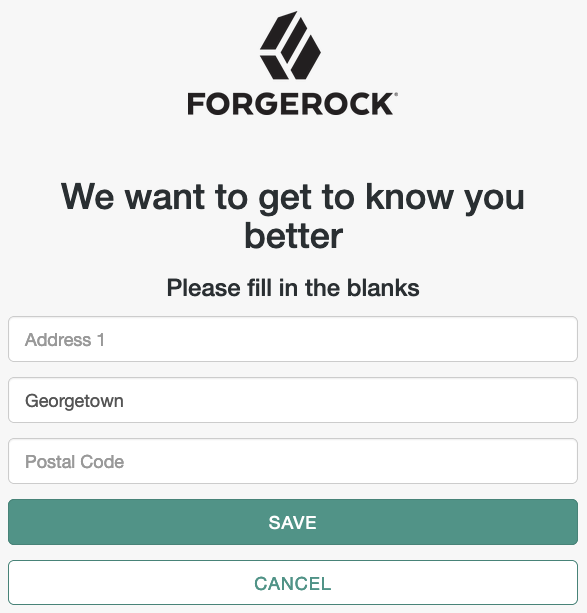 FORGEROCK®
We want to get to know you
better
Please fill in the blanks
Address 1
Georgetown
Postal Code
SAVE
CANCEL